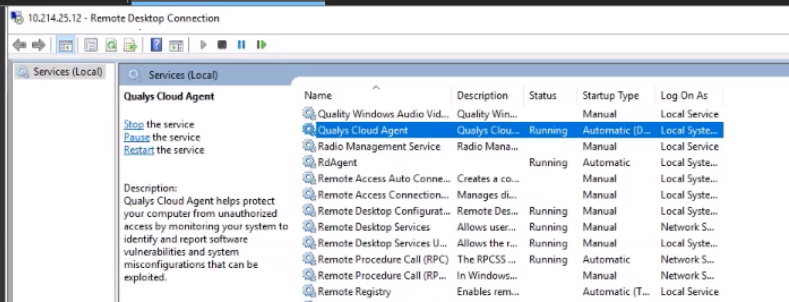 10.214.25.12 - Remote Desktop Connection
Services (Local)
Services (Local)
Qualys Cloud Agent
Stop the service
Pause the service
Restart the service
Description:
Qualys Cloud Agent helps protect
your computer from unauthorized
access by monitoring your system to
identify and report software
vulnerabilities and system
misconfigurations that can be
exploited.
Name Description Status Startup Type Log On As
Quality Windows Audio Vid... Quality Win... Manual Local Service
Qualys Cloud Agent Qualys Clou... Running Automatic (D... Local Syste...
Radio Management Service Radio Mana... Manual Local Service
RdAgent Running Automatic Local Syste...
Remote Access Auto Conne... Creates a co... Manual Local Syste...
Remote Access Connection... Manages di... Manual Local Syste...
Remote Desktop Configurat... Remote Des... Running Manual Local Syste...
Remote Desktop Services Allows user... Running Manual Network S...
Remote Desktop Services U... Allows the r... Running Manual Local Syste...
Remote Procedure Call (RPC) The RPCSS ... Running Automatic Network S...
Remote Procedure Call (RP... In Windows... Manual Network S...
Remote Registry Enables rem... Automatic (T... Local Service